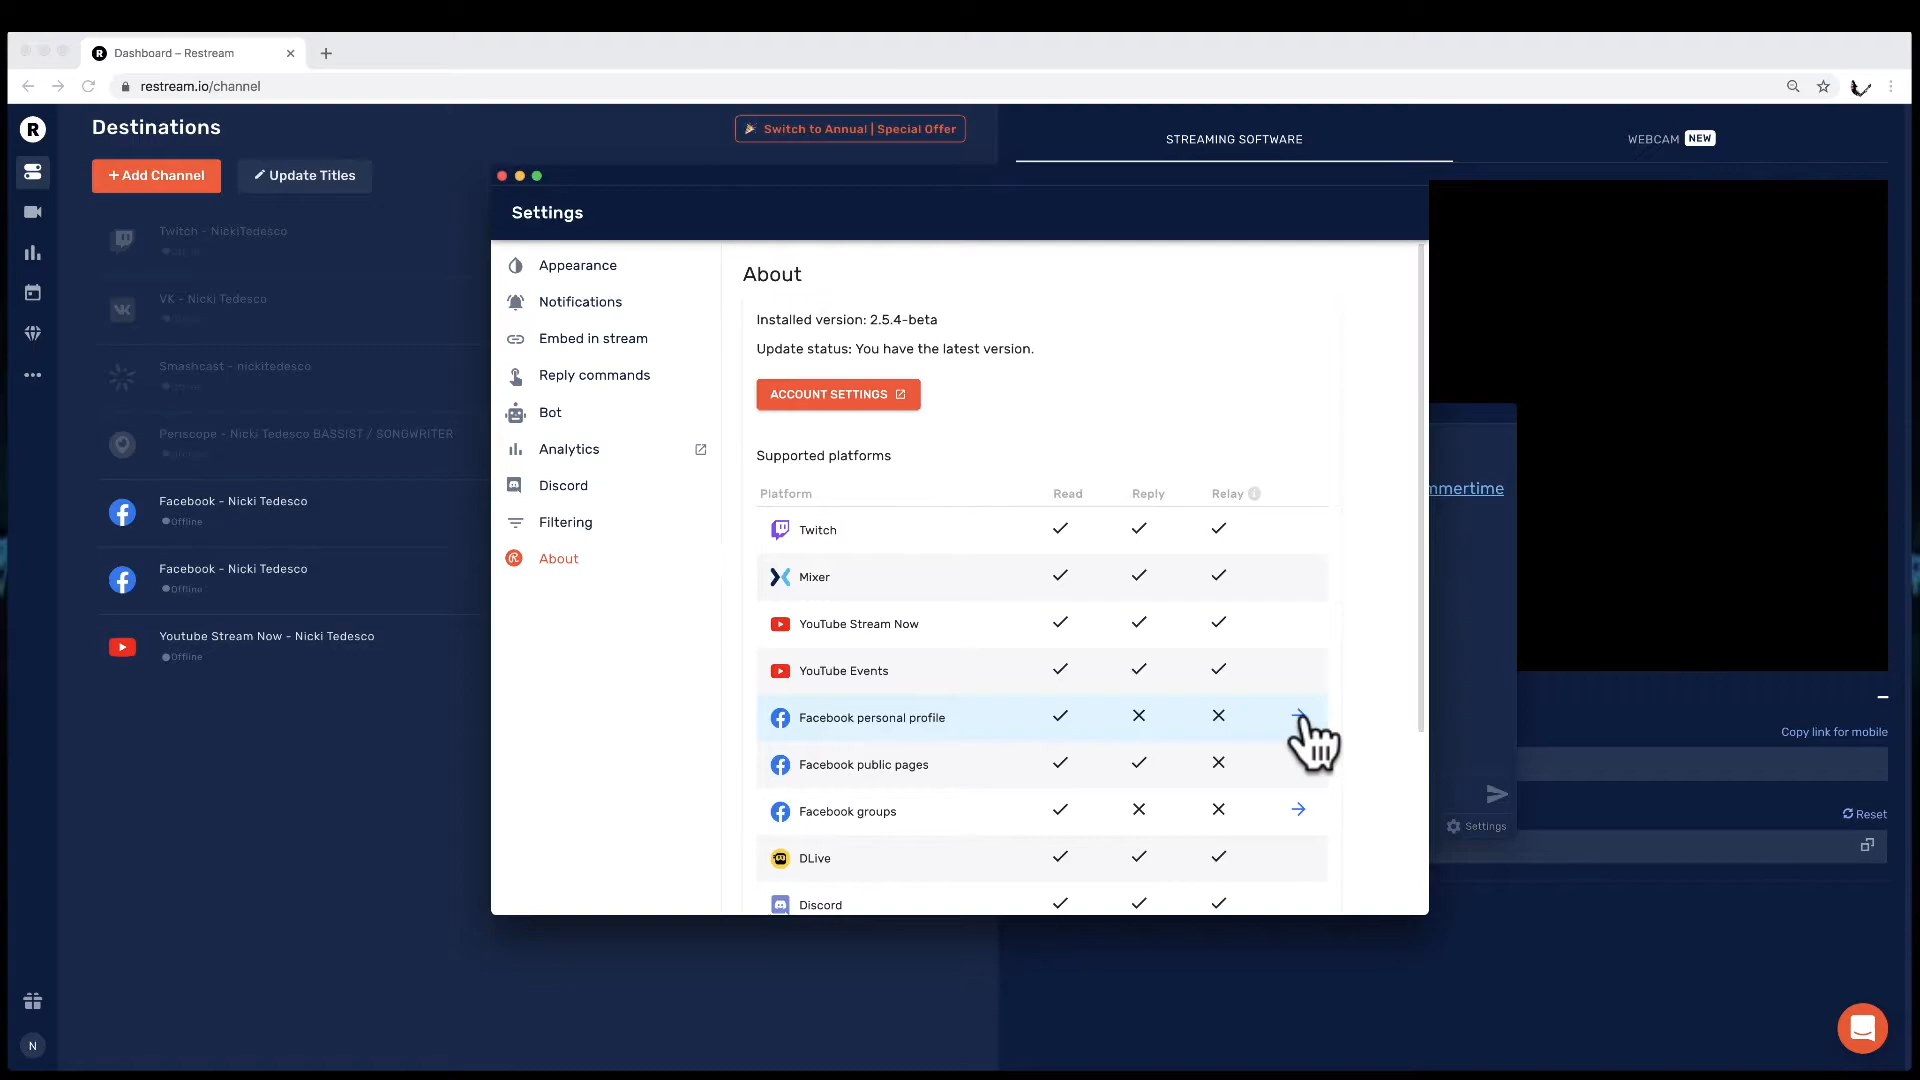 Dashboard – Restream
restream.io/channel
R
Destinations
Switch to Annual | Special Offer
+ Add Channel
Update Titles
Twitch - NickiTedesco
VK - Nicki Tedesco
Smashcast - nickitedesco
Periscope - Nicki Tedesco BASSIST / SONGWRITER
Facebook - Nicki Tedesco
Offline
Facebook - Nicki Tedesco
Offline
Youtube Stream Now - Nicki Tedesco
Offline
N
STREAMING SOFTWARE
WEBCAM NEW
Settings
Appearance
Notifications
Embed in stream
Reply commands
Bot
Analytics
Discord
Filtering
About
About
Installed version: 2.5.4-beta
Update status: You have the latest version.
ACCOUNT SETTINGS
Supported platforms
Platform Read Reply Relay
Twitch
Mixer
YouTube Stream Now
YouTube Events
Facebook personal profile
Facebook public pages
Facebook groups
DLive
Discord
mmertime
Settings
Copy link for mobile
Reset